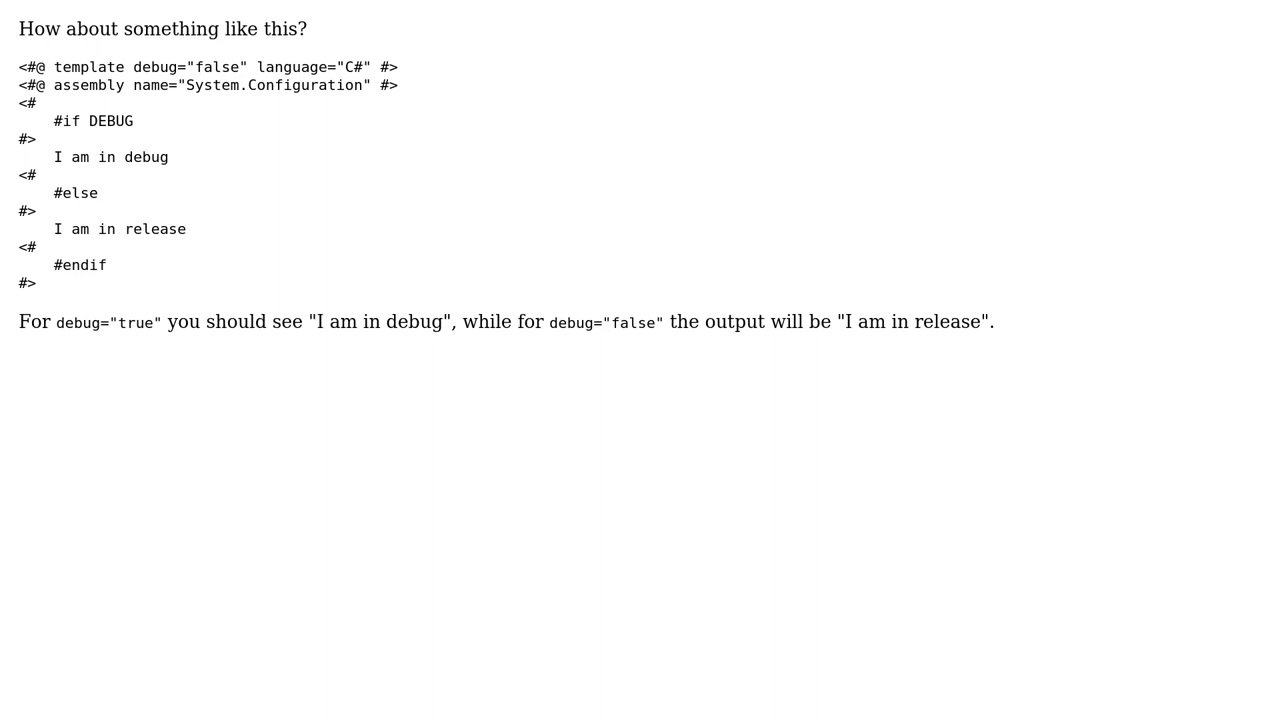 How about something like this?
<#@ template debug="false" language="C#" #>
<#@ assembly name="System.Configuration" #>
<#
    #if DEBUG
#>
    I am in debug
<#
    #else
#>
    I am in release
<#
    #endif
#>
For debug="true" you should see "I am in debug", while for debug="false" the output will be "I am in release".